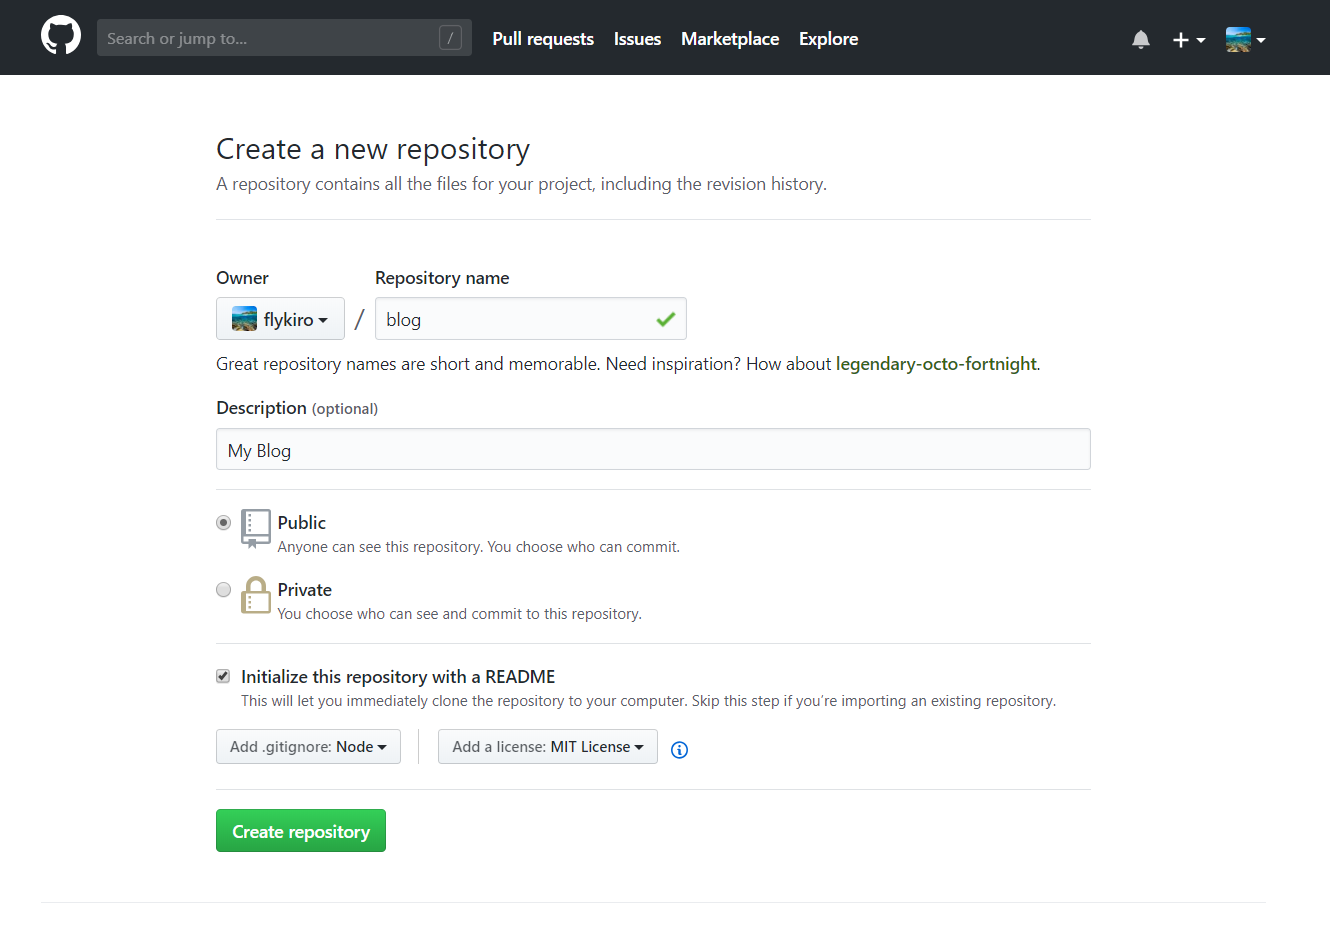 Search or jump to... /
Pull requests Issues Marketplace Explore
Create a new repository
A repository contains all the files for your project, including the revision history.
Owner Repository name
flykiro / blog
Great repository names are short and memorable. Need inspiration? How about legendary-octo-fortnight.
Description (optional)
My Blog
Public
Anyone can see this repository. You choose who can commit.
Private
You choose who can see and commit to this repository.
Initialize this repository with a README
This will let you immediately clone the repository to your computer. Skip this step if you’re importing an existing repository.
Add .gitignore: Node Add a license: MIT License
Create repository